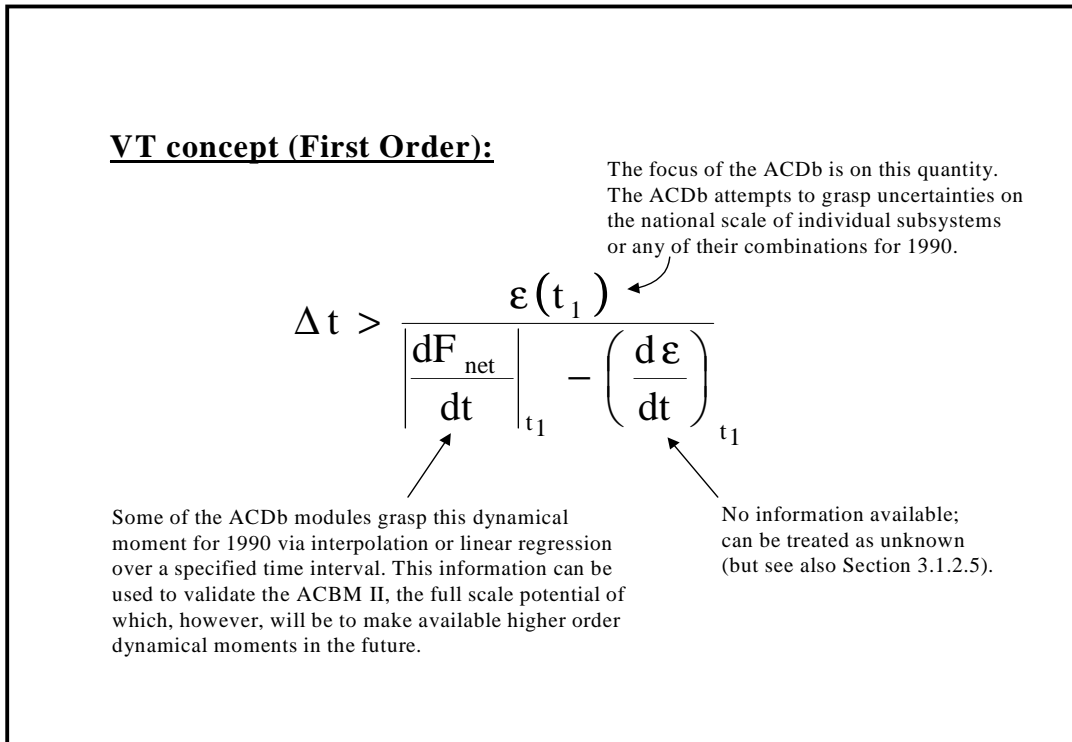 VT concept (First Order):
The focus of the ACDb is on this quantity.
The ACDb attempts to grasp uncertainties on
the national scale of individual subsystems
or any of their combinations for 1990.
Δt > ε(t₁) / ( |dF_net/dt|_t₁ − (dε/dt)_t₁ )
Some of the ACDb modules grasp this dynamical
moment for 1990 via interpolation or linear regression
over a specified time interval. This information can be
used to validate the ACBM II, the full scale potential of
which, however, will be to make available higher order
dynamical moments in the future.
No information available;
can be treated as unknown
(but see also Section 3.1.2.5).